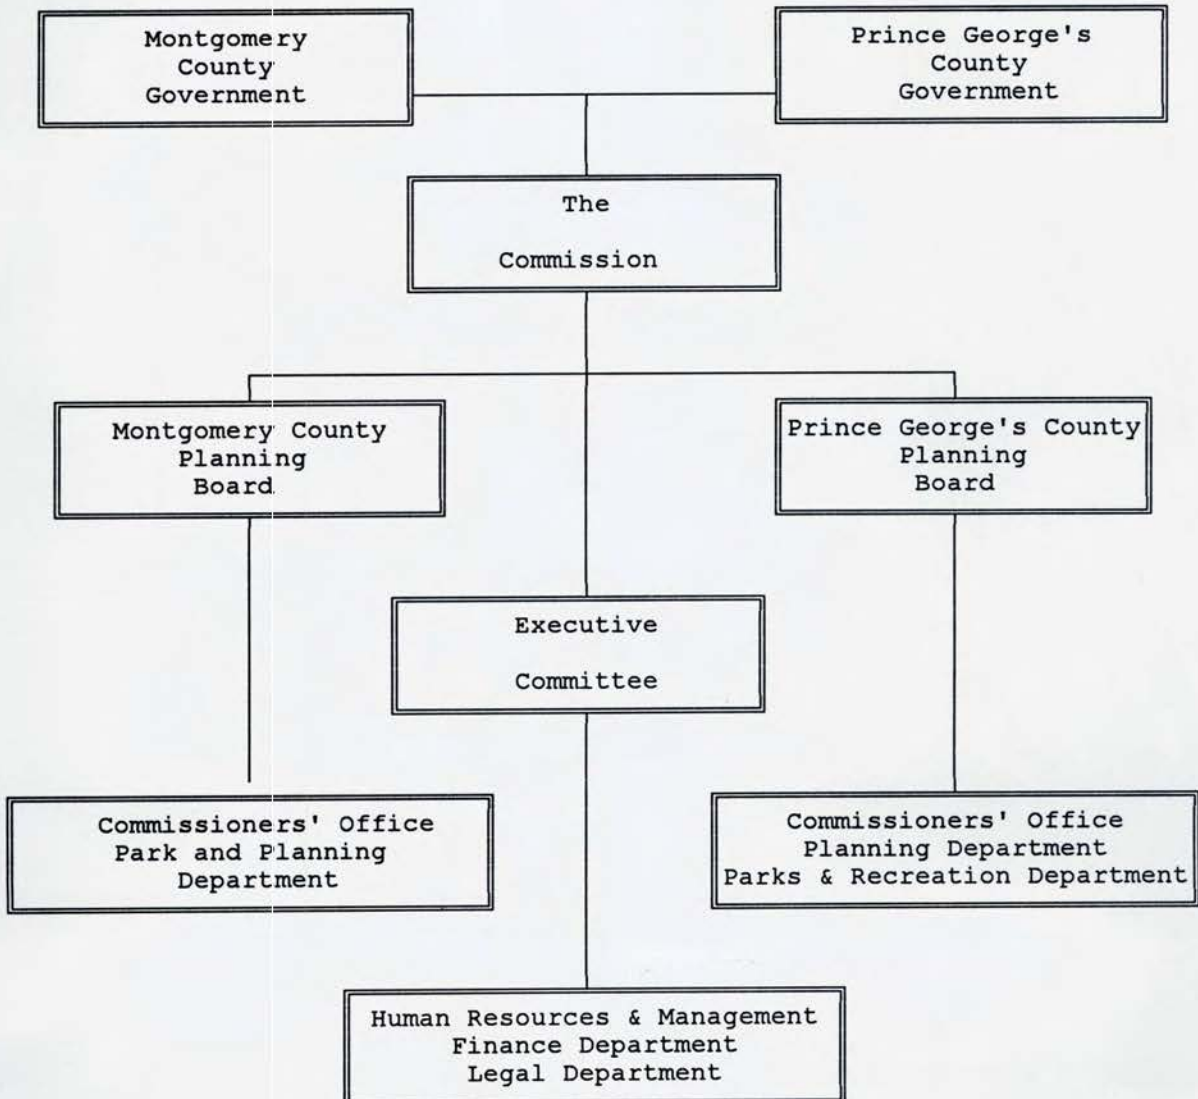 Montgomery
County
Government
Prince George's
County
Government
The
Commission
Montgomery County
Planning
Board
Prince George's County
Planning
Board
Executive
Committee
Commissioners' Office
Park and Planning
Department
Commissioners' Office
Planning Department
Parks & Recreation Department
Human Resources & Management
Finance Department
Legal Department